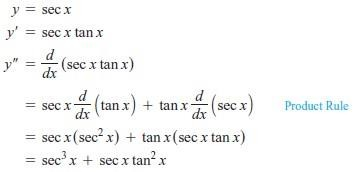 y = sec x
y′ = sec x tan x
y″ = d/dx (sec x tan x)
= sec x d/dx (tan x) + tan x d/dx (sec x) Product Rule
= sec x(sec² x) + tan x(sec x tan x)
= sec³ x + sec x tan² x